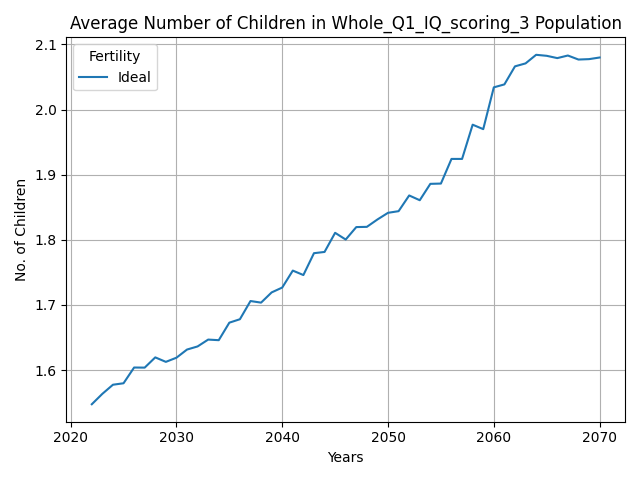 Average Number of Children in Whole_Q1_IQ_scoring_3 Population
Fertility
Ideal
No. of Children
2.1
2.0
1.9
1.8
1.7
1.6
2020 2030 2040 2050 2060 2070
Years